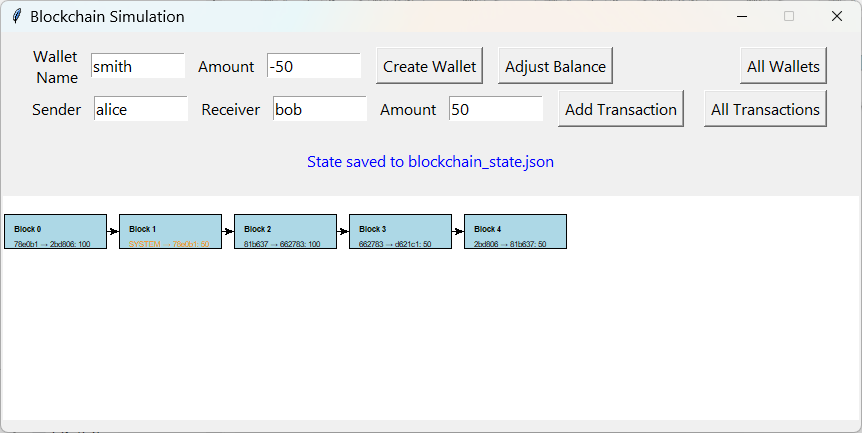 Blockchain Simulation
Wallet
Name
smith
Amount
-50
Create Wallet
Adjust Balance
All Wallets
Sender
alice
Receiver
bob
Amount
50
Add Transaction
All Transactions
State saved to blockchain_state.json
Block 0
78e0b1 → 2bd806: 100
Block 1
SYSTEM → 78e0b1: 50
Block 2
81b637 → 662783: 100
Block 3
662783 → d621c1: 50
Block 4
2bd806 → 81b637: 50